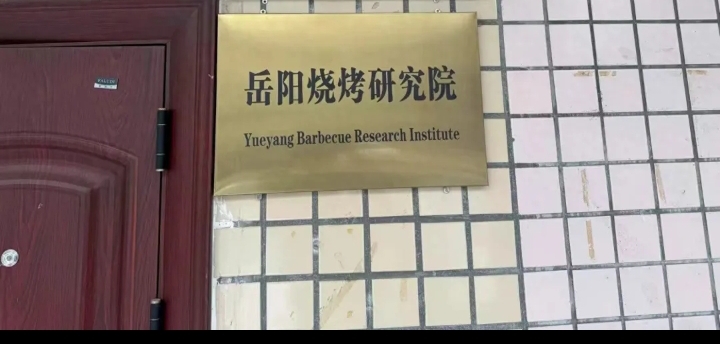 岳阳烧烤研究院
Yueyang Barbecue Research Institute